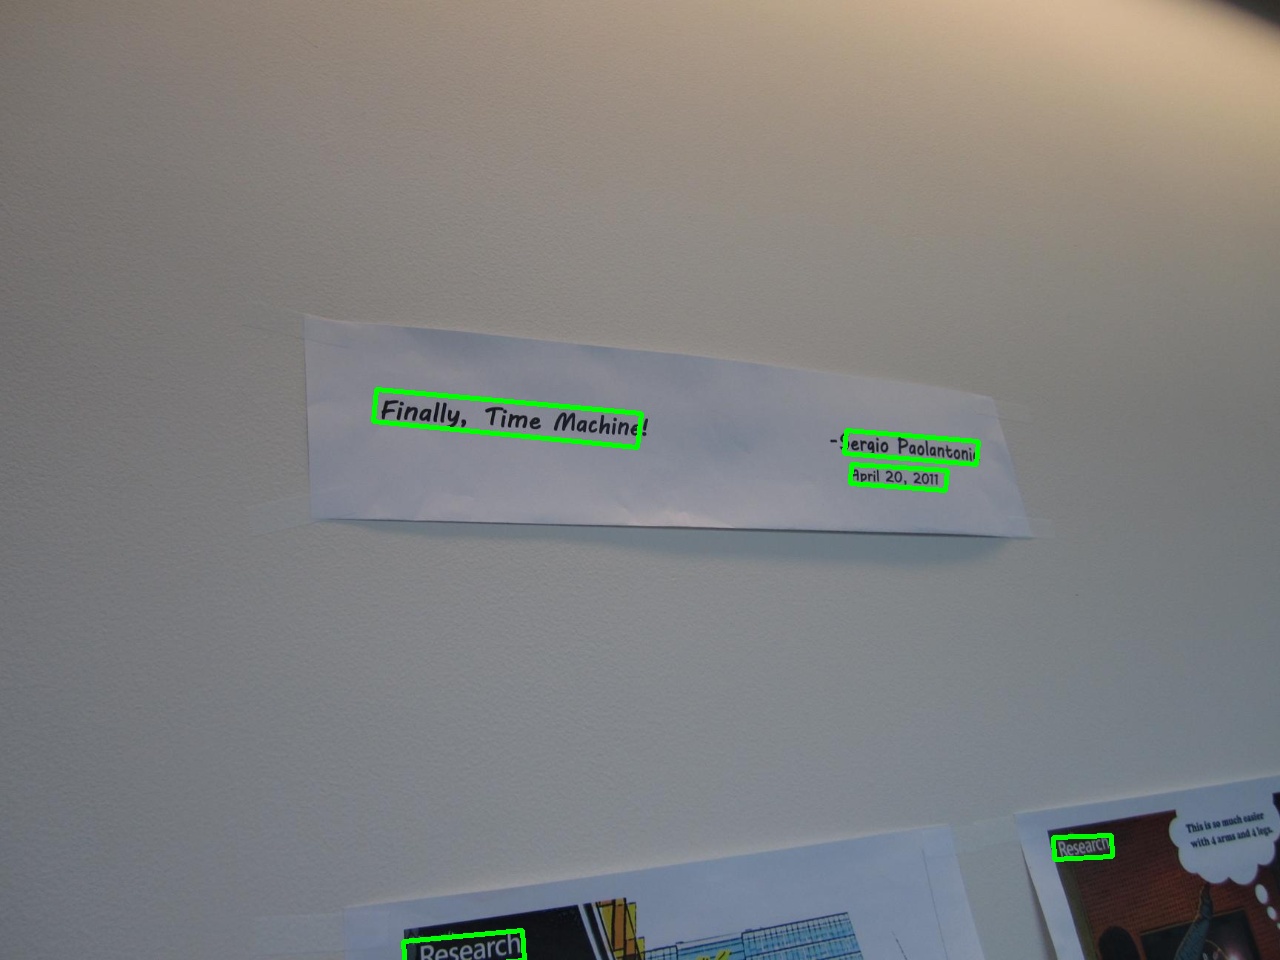 Finally, Time Machine!
-Sergio Paolantonio
April 20, 2011
This is so much easier
with 4 arms and 4 legs.
Research
Research